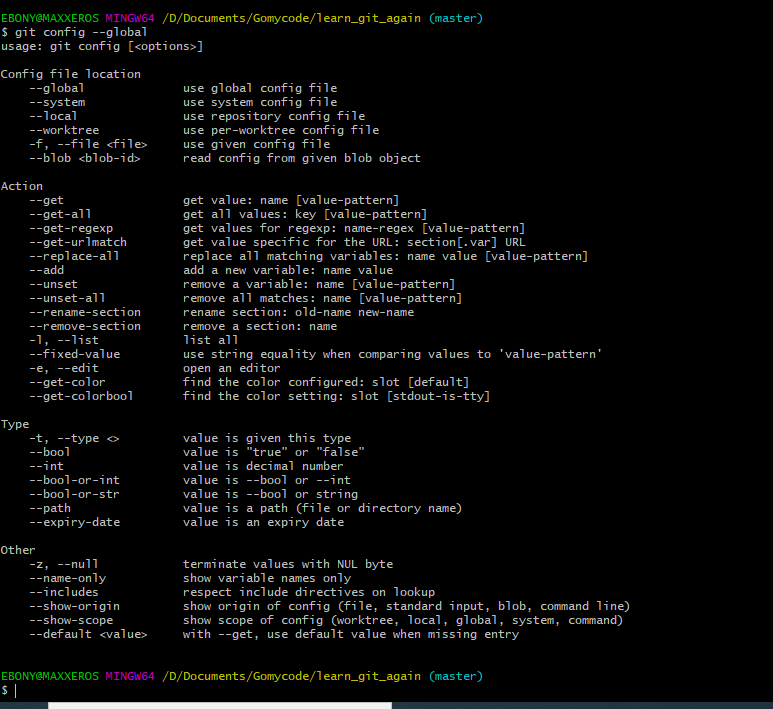 EBONY@MAXXEROS MINGW64 /D/Documents/Gomycode/learn_git_again (master)
$ git config --global
usage: git config [<options>]

Config file location
    --global              use global config file
    --system              use system config file
    --local               use repository config file
    --worktree            use per-worktree config file
    -f, --file <file>     use given config file
    --blob <blob-id>      read config from given blob object

Action
    --get                 get value: name [value-pattern]
    --get-all             get all values: key [value-pattern]
    --get-regexp          get values for regexp: name-regex [value-pattern]
    --get-urlmatch        get value specific for the URL: section[.var] URL
    --replace-all         replace all matching variables: name value [value-pattern]
    --add                 add a new variable: name value
    --unset               remove a variable: name [value-pattern]
    --unset-all           remove all matches: name [value-pattern]
    --rename-section      rename section: old-name new-name
    --remove-section      remove a section: name
    -l, --list            list all
    --fixed-value         use string equality when comparing values to 'value-pattern'
    -e, --edit            open an editor
    --get-color           find the color configured: slot [default]
    --get-colorbool       find the color setting: slot [stdout-is-tty]

Type
    -t, --type <>         value is given this type
    --bool                value is "true" or "false"
    --int                 value is decimal number
    --bool-or-int         value is --bool or --int
    --bool-or-str         value is --bool or string
    --path                value is a path (file or directory name)
    --expiry-date         value is an expiry date

Other
    -z, --null            terminate values with NUL byte
    --name-only           show variable names only
    --includes            respect include directives on lookup
    --show-origin         show origin of config (file, standard input, blob, command line)
    --show-scope          show scope of config (worktree, local, global, system, command)
    --default <value>     with --get, use default value when missing entry

EBONY@MAXXEROS MINGW64 /D/Documents/Gomycode/learn_git_again (master)
$